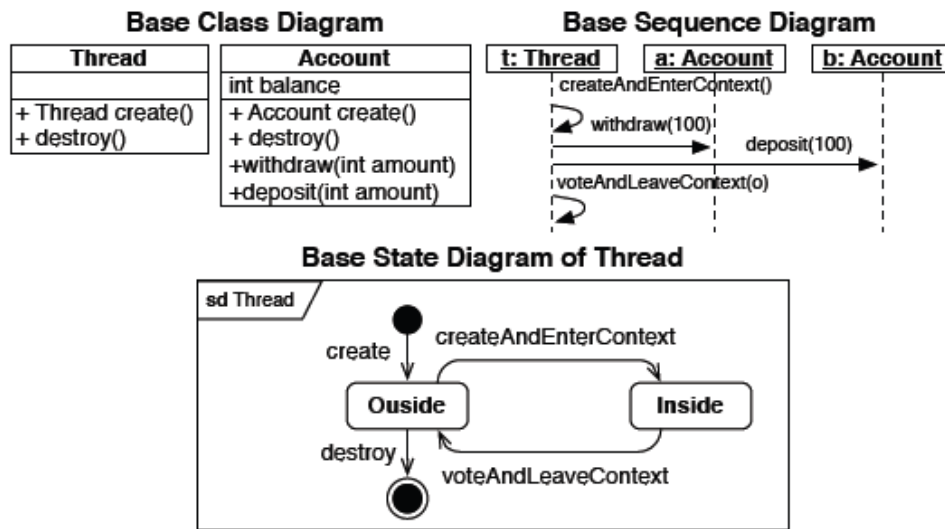 Base Class Diagram
Thread
+ Thread create()
+ destroy()
Account
int balance
+ Account create()
+ destroy()
+withdraw(int amount)
+deposit(int amount)
Base Sequence Diagram
t: Thread
a: Account
b: Account
createAndEnterContext()
withdraw(100)
deposit(100)
voteAndLeaveContext(o)
Base State Diagram of Thread
sd Thread
create
createAndEnterContext
Ouside
Inside
destroy
voteAndLeaveContext